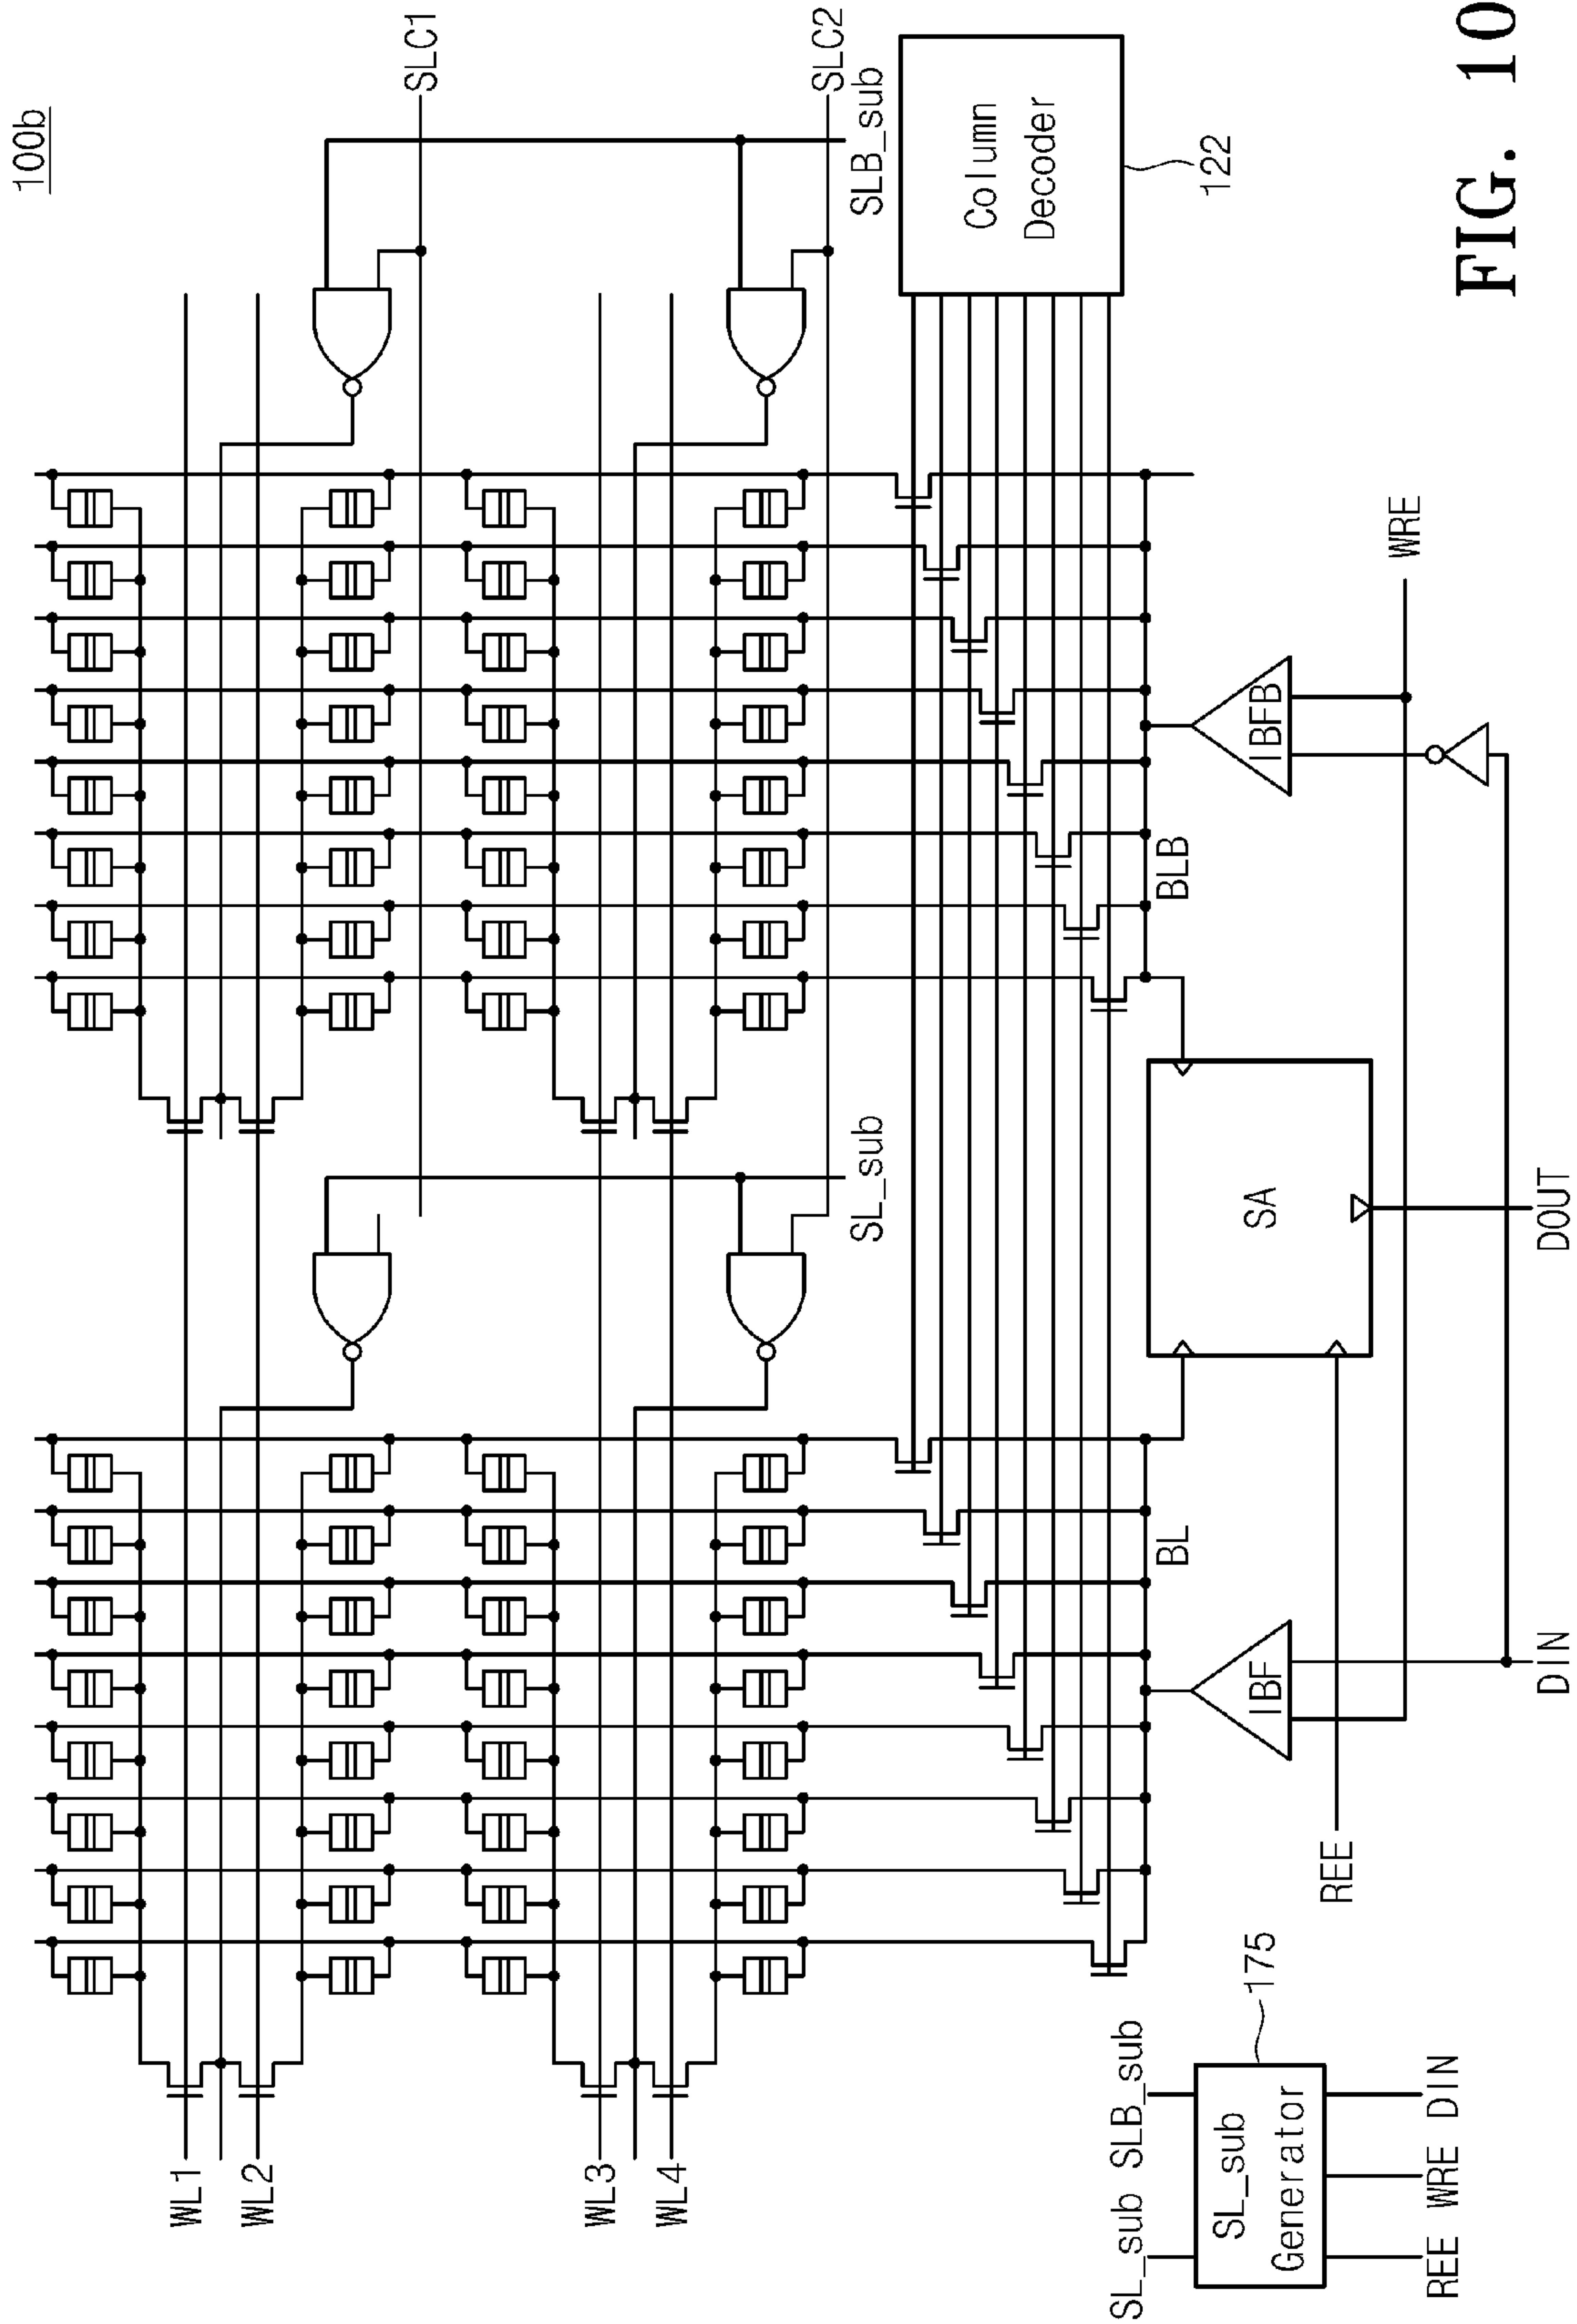 100b
WL1
WL2
WL3
WL4
SLC1
SLC2
SL_sub
SLB_sub
Column
Decoder
122
BL
BLB
IBF
IBFB
SA
WRE
REE
DIN
DOUT
SL_sub SLB_sub
SL_sub
Generator
175
REE WRE DIN
FIG. 10